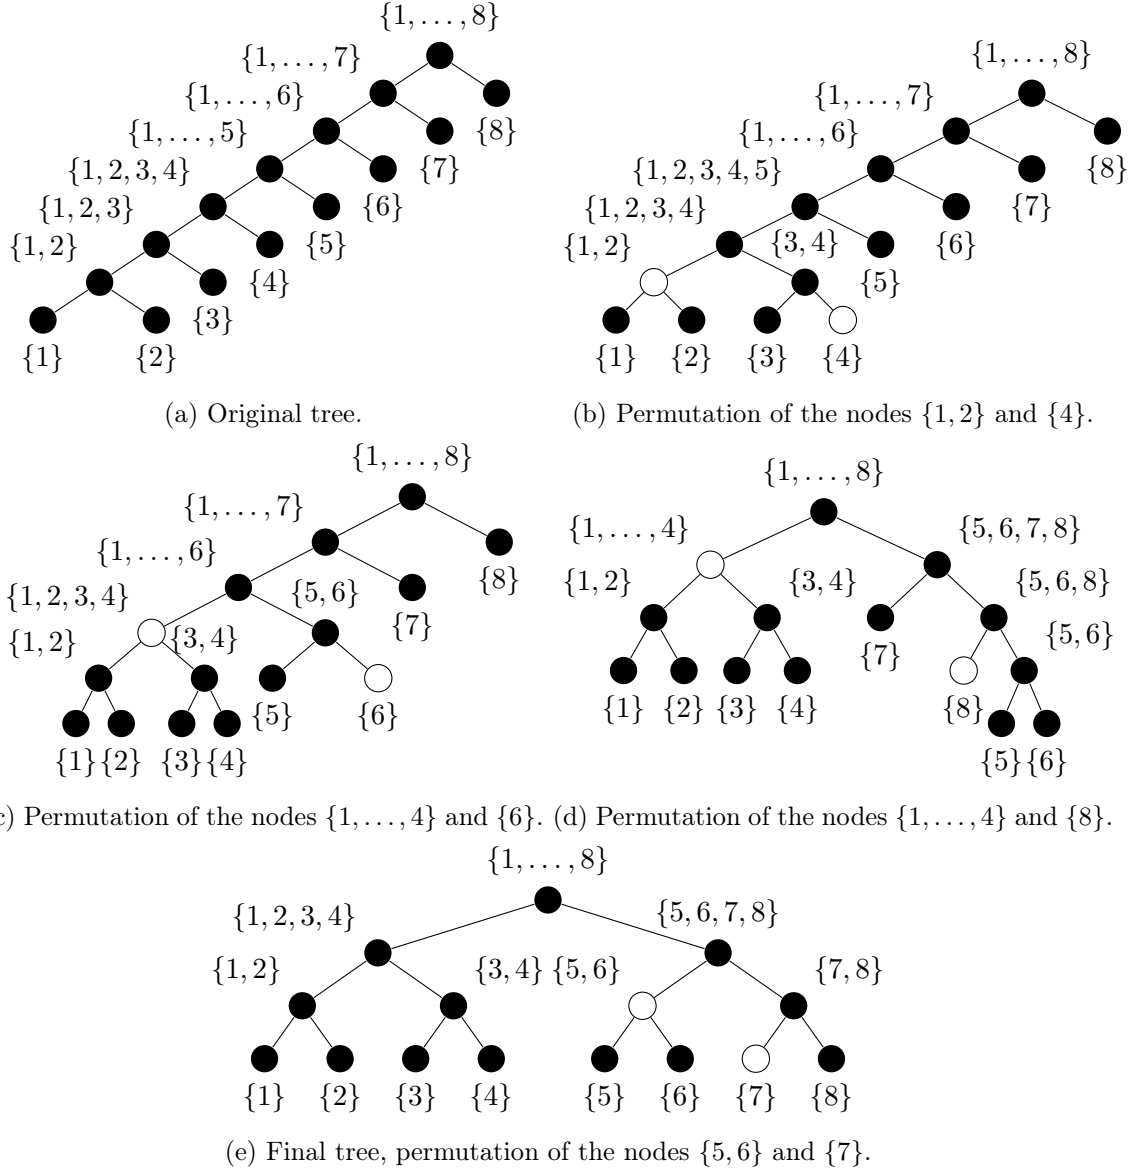 {1, . . . , 8}
{1, . . . , 7}
{1, . . . , 6}
{8}
{1, . . . , 5}
{7}
{1, 2, 3, 4}
{6}
{1, 2, 3}
{5}
{1, 2}
{4}
{3}
{1} {2}
(a) Original tree.
{1, . . . , 8}
{1, . . . , 7}
{1, . . . , 6}
{8}
{1, 2, 3, 4, 5}
{7}
{1, 2, 3, 4}
{6}
{1, 2} {3, 4}
{5}
{1} {2} {3} {4}
(b) Permutation of the nodes {1, 2} and {4}.
{1, . . . , 8}
{1, . . . , 7}
{1, . . . , 6}
{8}
{1, 2, 3, 4} {5, 6}
{7}
{1, 2} {3, 4}
{5} {6}
{1} {2} {3} {4}
) Permutation of the nodes {1, . . . , 4} and {6}.
{1, . . . , 8}
{1, . . . , 4} {5, 6, 7, 8}
{1, 2} {3, 4} {5, 6, 8}
{5, 6}
{7}
{1} {2} {3} {4} {8}
{5} {6}
(d) Permutation of the nodes {1, . . . , 4} and {8}.
{1, . . . , 8}
{1, 2, 3, 4} {5, 6, 7, 8}
{1, 2} {3, 4} {5, 6} {7, 8}
{1} {2} {3} {4} {5} {6} {7} {8}
(e) Final tree, permutation of the nodes {5, 6} and {7}.